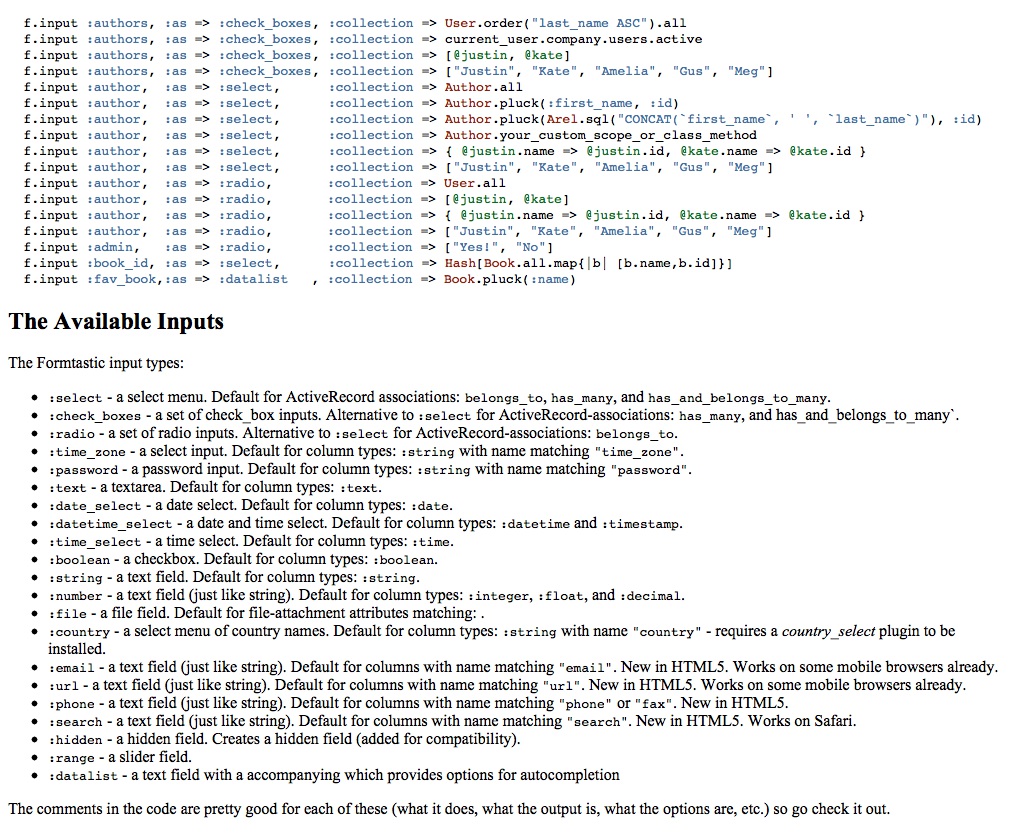 f.input :authors, :as => :check_boxes, :collection => User.order("last_name ASC").all
f.input :authors, :as => :check_boxes, :collection => current_user.company.users.active
f.input :authors, :as => :check_boxes, :collection => [@justin, @kate]
f.input :authors, :as => :check_boxes, :collection => ["Justin", "Kate", "Amelia", "Gus", "Meg"]
f.input :author,  :as => :select,      :collection => Author.all
f.input :author,  :as => :select,      :collection => Author.pluck(:first_name, :id)
f.input :author,  :as => :select,      :collection => Author.pluck(Arel.sql("CONCAT(`first_name`, ' ', `last_name`)"), :id)
f.input :author,  :as => :select,      :collection => Author.your_custom_scope_or_class_method
f.input :author,  :as => :select,      :collection => { @justin.name => @justin.id, @kate.name => @kate.id }
f.input :author,  :as => :select,      :collection => ["Justin", "Kate", "Amelia", "Gus", "Meg"]
f.input :author,  :as => :radio,       :collection => User.all
f.input :author,  :as => :radio,       :collection => [@justin, @kate]
f.input :author,  :as => :radio,       :collection => { @justin.name => @justin.id, @kate.name => @kate.id }
f.input :author,  :as => :radio,       :collection => ["Justin", "Kate", "Amelia", "Gus", "Meg"]
f.input :admin,   :as => :radio,       :collection => ["Yes!", "No"]
f.input :book_id, :as => :select,      :collection => Hash[Book.all.map{|b| [b.name,b.id]}]
f.input :fav_book,:as => :datalist   , :collection => Book.pluck(:name)
The Available Inputs
The Formtastic input types:
• :select - a select menu. Default for ActiveRecord associations: belongs_to, has_many, and has_and_belongs_to_many.
• :check_boxes - a set of check_box inputs. Alternative to :select for ActiveRecord-associations: has_many, and has_and_belongs_to_many`.
• :radio - a set of radio inputs. Alternative to :select for ActiveRecord-associations: belongs_to.
• :time_zone - a select input. Default for column types: :string with name matching "time_zone".
• :password - a password input. Default for column types: :string with name matching "password".
• :text - a textarea. Default for column types: :text.
• :date_select - a date select. Default for column types: :date.
• :datetime_select - a date and time select. Default for column types: :datetime and :timestamp.
• :time_select - a time select. Default for column types: :time.
• :boolean - a checkbox. Default for column types: :boolean.
• :string - a text field. Default for column types: :string.
• :number - a text field (just like string). Default for column types: :integer, :float, and :decimal.
• :file - a file field. Default for file-attachment attributes matching: .
• :country - a select menu of country names. Default for column types: :string with name "country" - requires a country_select plugin to be
installed.
• :email - a text field (just like string). Default for columns with name matching "email". New in HTML5. Works on some mobile browsers already.
• :url - a text field (just like string). Default for columns with name matching "url". New in HTML5. Works on some mobile browsers already.
• :phone - a text field (just like string). Default for columns with name matching "phone" or "fax". New in HTML5.
• :search - a text field (just like string). Default for columns with name matching "search". New in HTML5. Works on Safari.
• :hidden - a hidden field. Creates a hidden field (added for compatibility).
• :range - a slider field.
• :datalist - a text field with a accompanying which provides options for autocompletion
The comments in the code are pretty good for each of these (what it does, what the output is, what the options are, etc.) so go check it out.